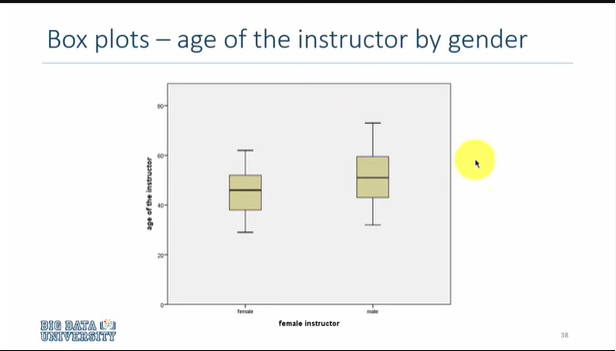 Box plots – age of the instructor by gender
80
60
40
20
0
age of the instructor
female
male
female instructor
BIG DATA
UNIVERSITY
38